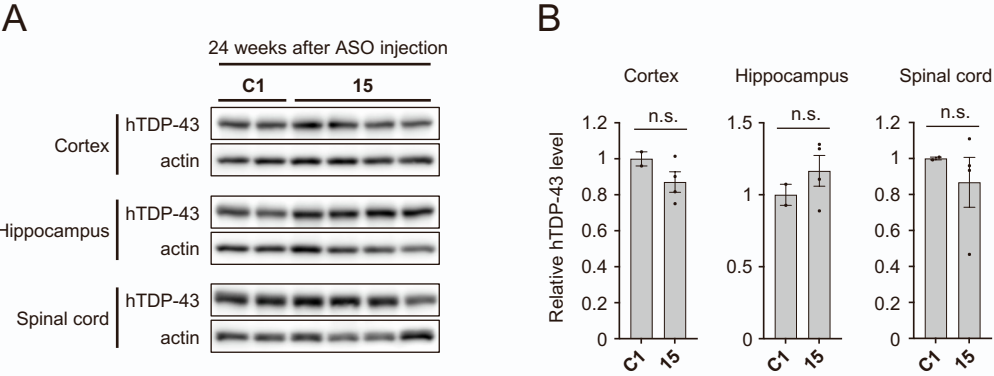 A
24 weeks after ASO injection
C1 15
Cortex
hTDP-43
actin
Hippocampus
hTDP-43
actin
Spinal cord
hTDP-43
actin
B
Cortex Hippocampus Spinal cord
Relative hTDP-43 level
n.s.
1.2
1
0.8
0.6
0.4
0.2
0
C1 15
n.s.
1.5
1
0.5
0
C1 15
n.s.
1.2
1
0.8
0.6
0.4
0.2
0
C1 15